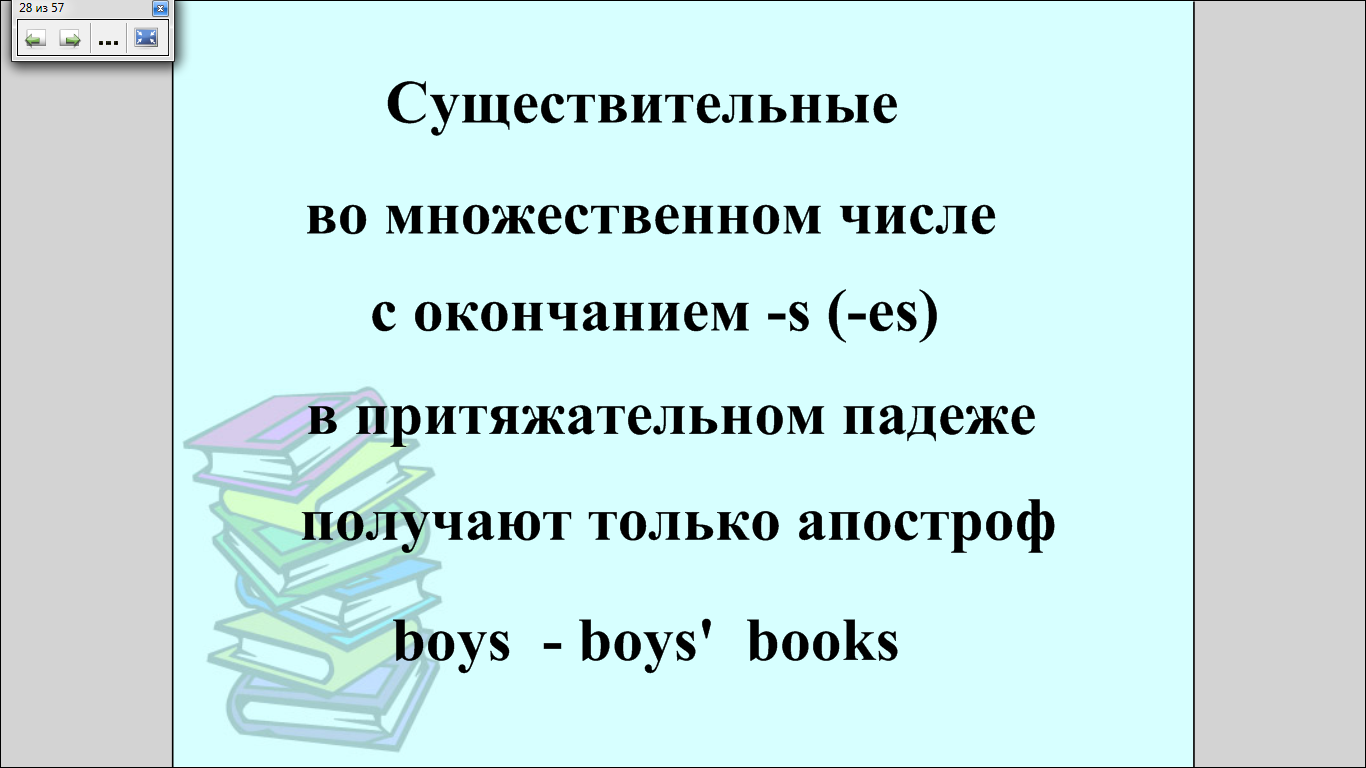 28 из 57
Существительные
во множественном числе
с окончанием -s (-es)
в притяжательном падеже
получают только апостроф
boys - boys' books